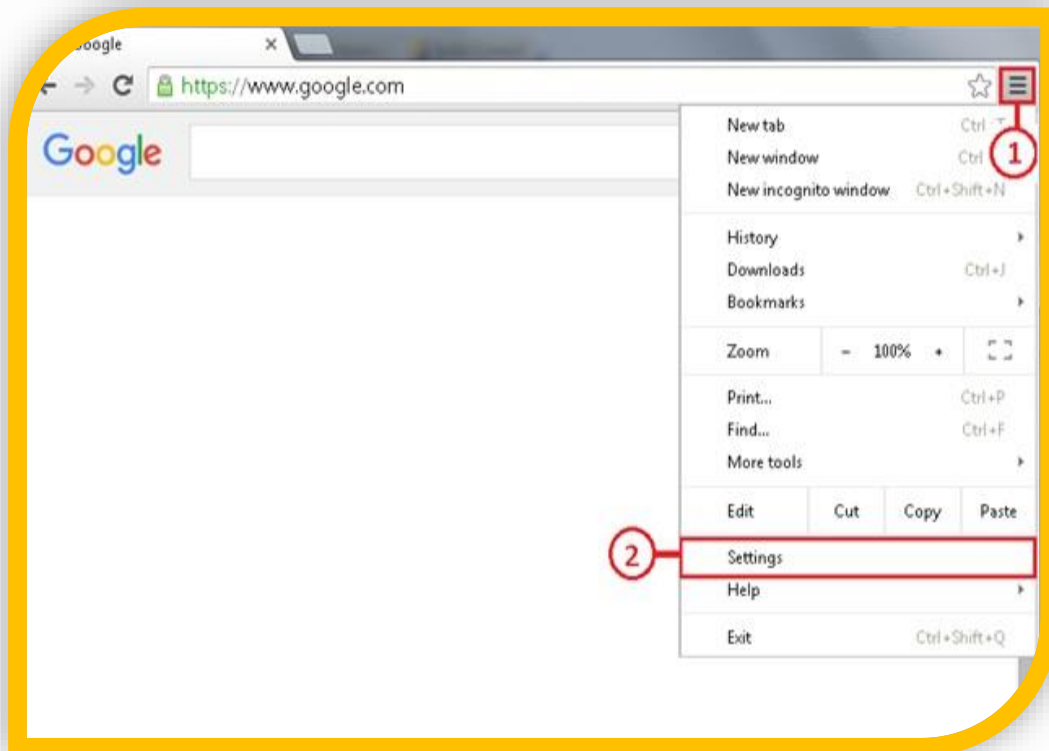 oogle ×
https://www.google.com
Google
New tab Ctrl
1
New window Ctrl
New incognito window Ctrl+Shift+N
History
Downloads Ctrl+J
Bookmarks
Zoom - 100% +
Print... Ctrl+P
Find... Ctrl+F
More tools
Edit Cut Copy Paste
2
Settings
Help
Exit Ctrl+Shift+Q